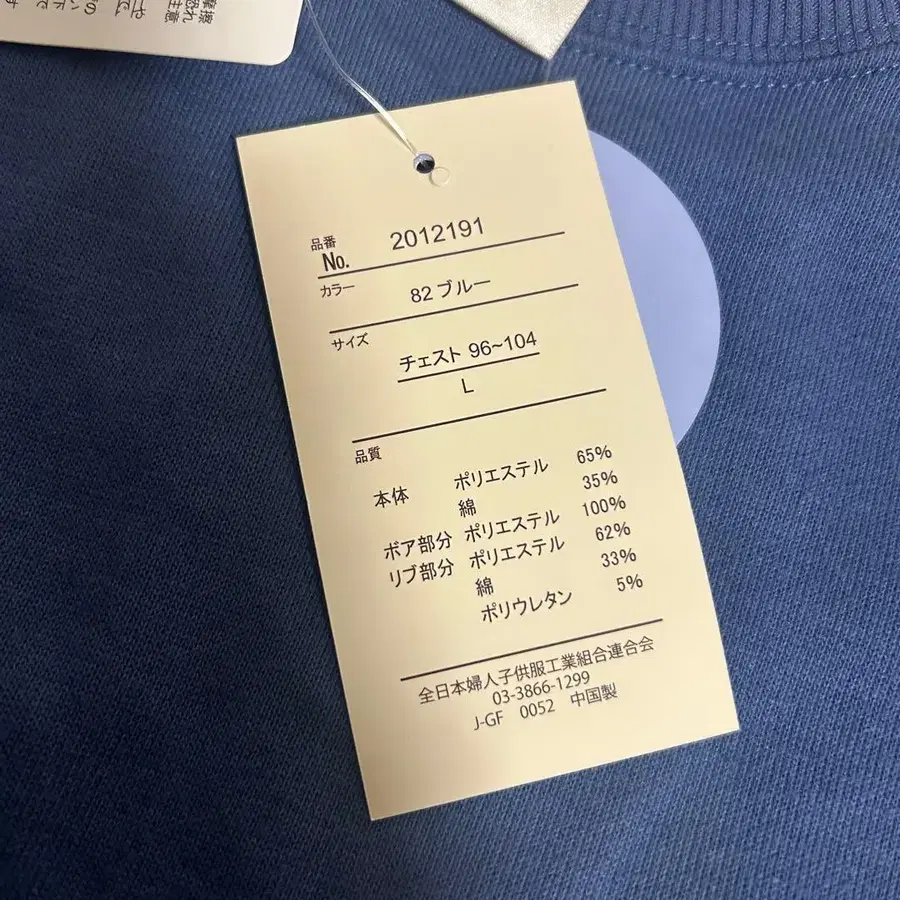 品番
No. 2012191
カラー 82 ブルー
サイズ
チェスト 96~104
L
品質
本体 ポリエステル 65%
綿 35%
ボア部分 ポリエステル 100%
リブ部分 ポリエステル 62%
綿 33%
ポリウレタン 5%
全日本婦人子供服工業組合連合会
03-3866-1299
J-GF 0052 中国製